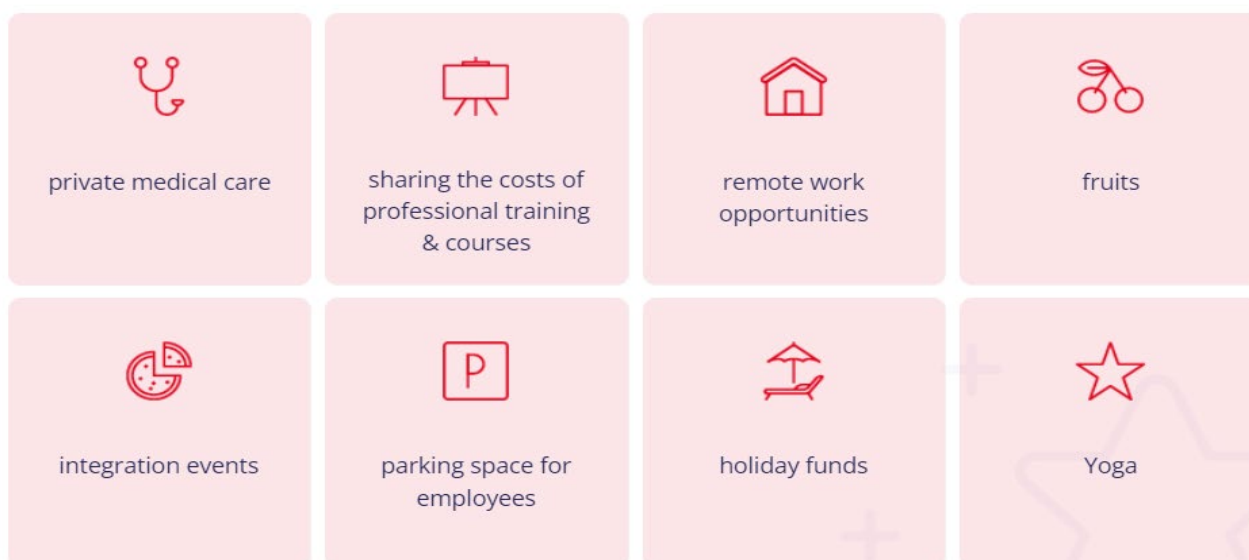 private medical care
sharing the costs of
professional training
& courses
remote work
opportunities
fruits
integration events
P
parking space for
employees
holiday funds
Yoga